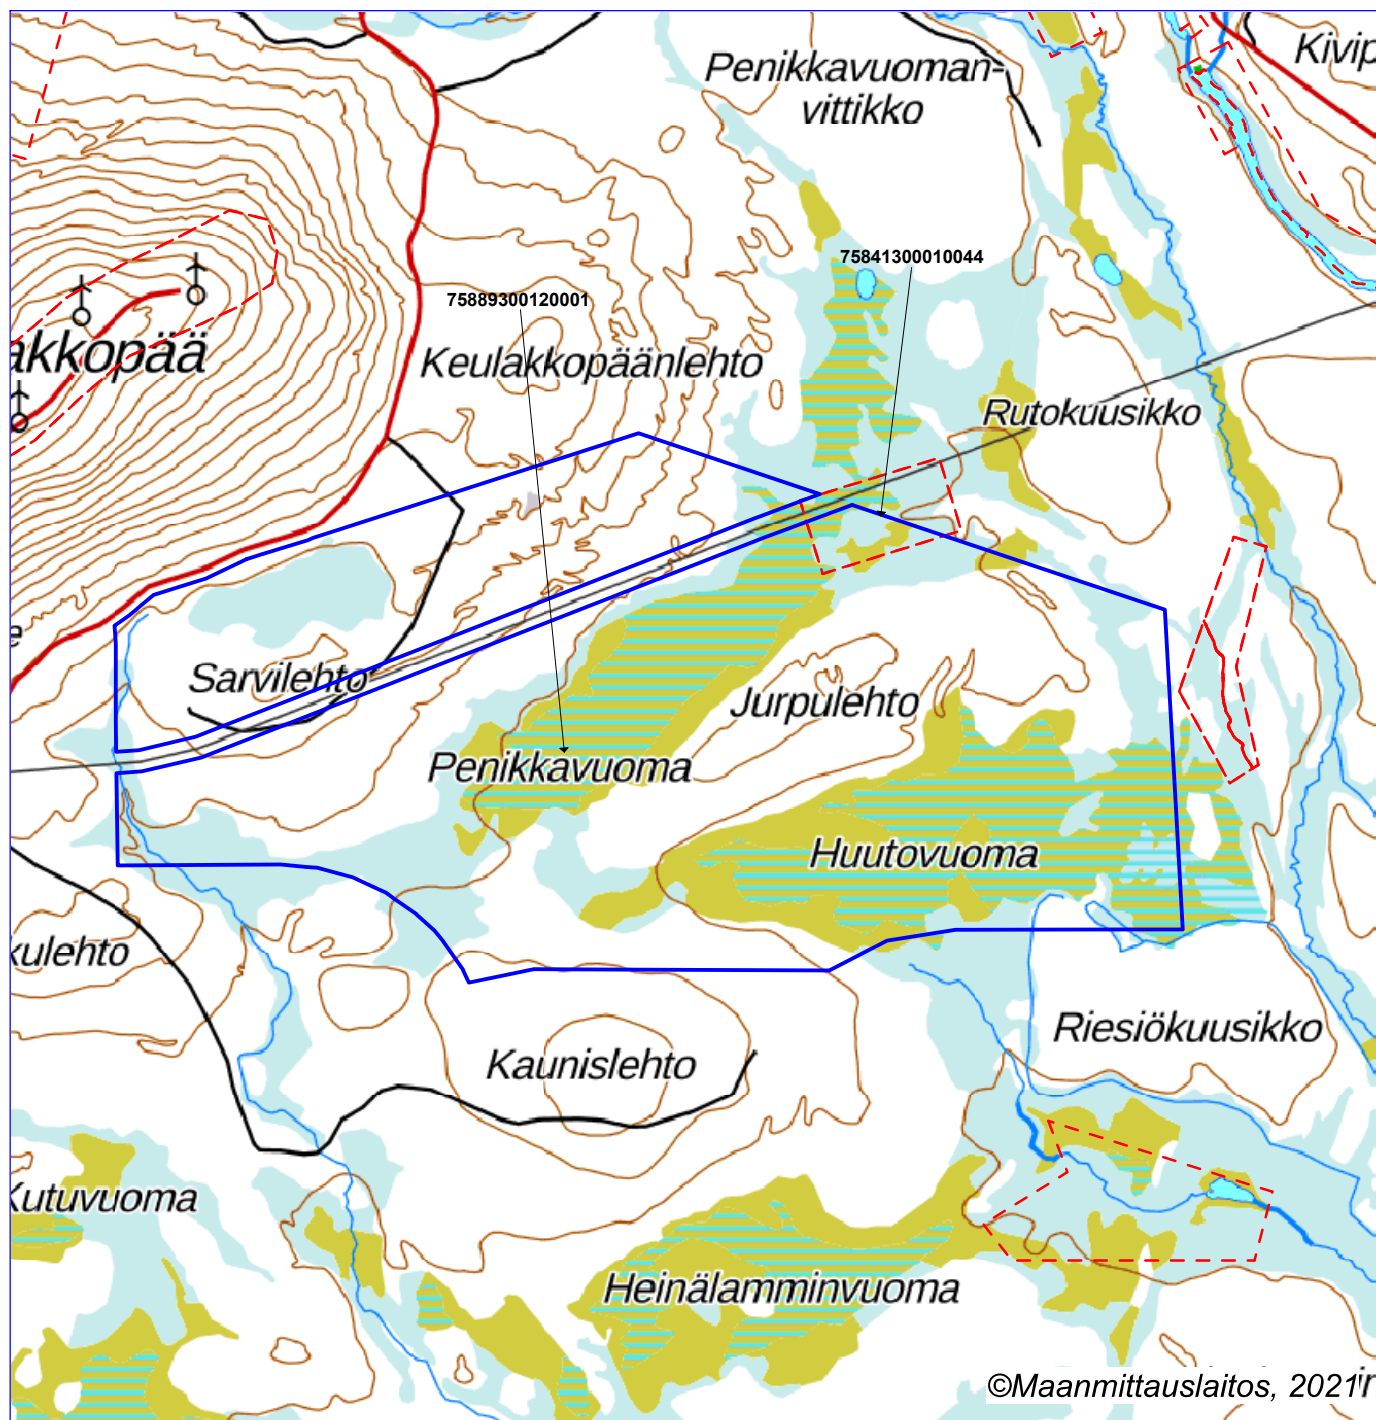 Kivip
Penikkavuoman-
vittikko
75841300010044
75889300120001
akkopää
Keulakkopäänlehto
Rutokuusikko
e
Sarvilehto
Jurpulehto
Penikkavuoma
Huutovuoma
kulehto
Riesiökuusikko
Kaunislehto
Kutuvuoma
Heinälamminvuoma
©Maanmittauslaitos, 2021